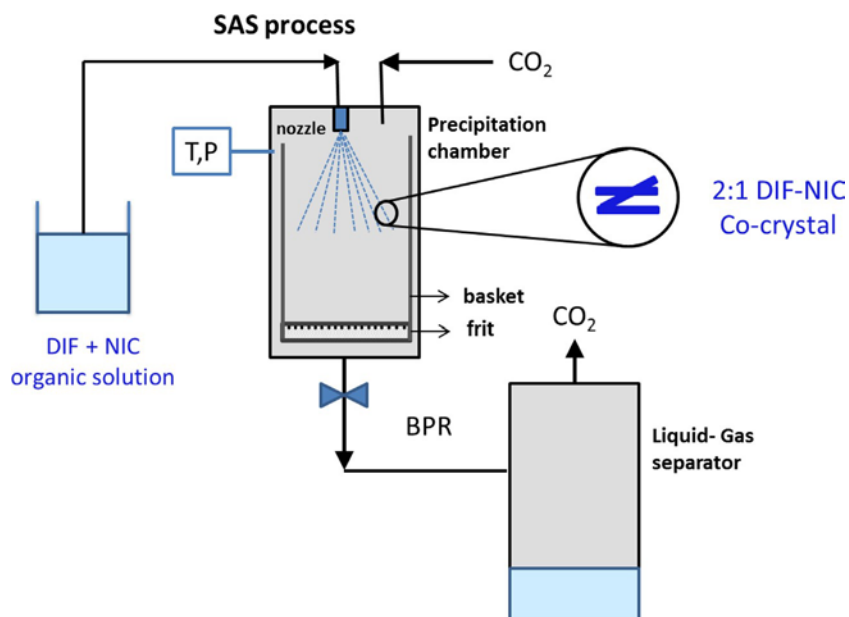 SAS process
CO₂
nozzle
Precipitation
chamber
T,P
2:1 DIF-NIC
Co-crystal
basket
frit
DIF + NIC
organic solution
CO₂
BPR
Liquid- Gas
separator